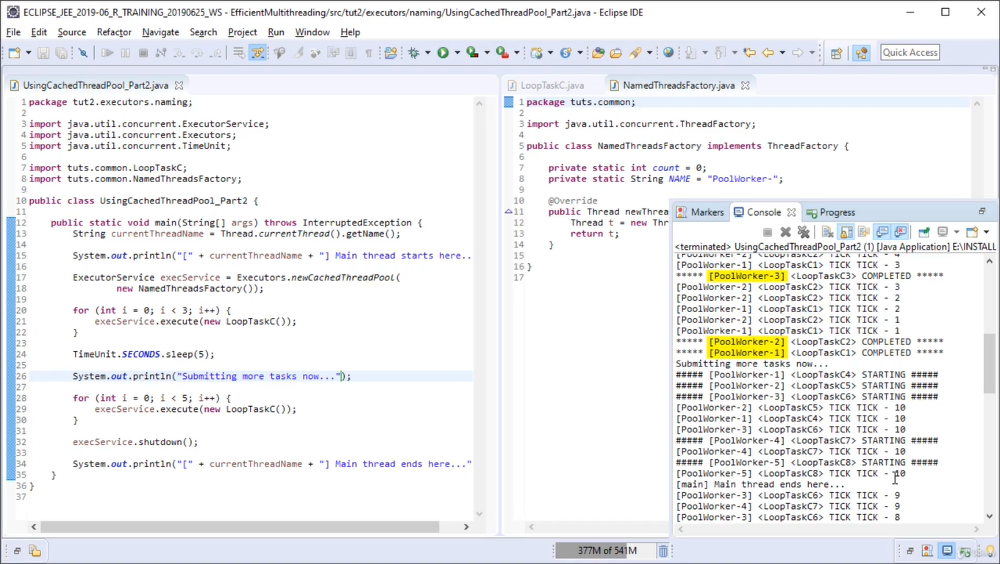 ECLIPSE_JEE_2019-06_R_TRAINING_20190625_WS - EfficientMultithreading/src/tut2/executors/naming/UsingCachedThreadPool_Part2.java - Eclipse IDE
File Edit Source Refactor Navigate Search Project Run Window Help
Quick Access
UsingCachedThreadPool_Part2.java
1 package tut2.executors.naming;
2
3 import java.util.concurrent.ExecutorService;
4 import java.util.concurrent.Executors;
5 import java.util.concurrent.TimeUnit;
6
7 import tuts.common.LoopTaskC;
8 import tuts.common.NamedThreadsFactory;
9
10 public class UsingCachedThreadPool_Part2 {
11
12 public static void main(String[] args) throws InterruptedException {
13 String currentThreadName = Thread.currentThread().getName();
14
15 System.out.println("[" + currentThreadName + "] Main thread starts here..
16
17 ExecutorService execService = Executors.newCachedThreadPool(
18 new NamedThreadsFactory());
19
20 for (int i = 0; i < 3; i++) {
21 execService.execute(new LoopTaskC());
22 }
23
24 TimeUnit.SECONDS.sleep(5);
25
26 System.out.println("Submitting more tasks now...");
27
28 for (int i = 0; i < 5; i++) {
29 execService.execute(new LoopTaskC());
30 }
31
32 execService.shutdown();
33
34 System.out.println("[" + currentThreadName + "] Main thread ends here..."
35 }
36 }
37
LoopTaskC.java NamedThreadsFactory.java
1 package tuts.common;
2
3 import java.util.concurrent.ThreadFactory;
4
5 public class NamedThreadsFactory implements ThreadFactory {
6
7 private static int count = 0;
8 private static String NAME = "PoolWorker-";
9
10 @Override
11 public Thread newThrea
12 Thread t = new Thr
13 return t;
14 }
15
16 }
17
Markers Console Progress
<terminated> UsingCachedThreadPool_Part2 (1) [Java Application] E:\INSTALL
[PoolWorker-2] <LoopTaskC2> TICK TICK - 4
[PoolWorker-1] <LoopTaskC1> TICK TICK - 3
***** [PoolWorker-3] <LoopTaskC3> COMPLETED *****
[PoolWorker-2] <LoopTaskC2> TICK TICK - 3
[PoolWorker-2] <LoopTaskC2> TICK TICK - 2
[PoolWorker-1] <LoopTaskC1> TICK TICK - 2
[PoolWorker-2] <LoopTaskC2> TICK TICK - 1
[PoolWorker-1] <LoopTaskC1> TICK TICK - 1
***** [PoolWorker-2] <LoopTaskC2> COMPLETED *****
***** [PoolWorker-1] <LoopTaskC1> COMPLETED *****
Submitting more tasks now...
##### [PoolWorker-1] <LoopTaskC4> STARTING #####
##### [PoolWorker-2] <LoopTaskC5> STARTING #####
##### [PoolWorker-3] <LoopTaskC6> STARTING #####
[PoolWorker-2] <LoopTaskC5> TICK TICK - 10
[PoolWorker-1] <LoopTaskC4> TICK TICK - 10
[PoolWorker-3] <LoopTaskC6> TICK TICK - 10
##### [PoolWorker-4] <LoopTaskC7> STARTING #####
[PoolWorker-4] <LoopTaskC7> TICK TICK - 10
##### [PoolWorker-5] <LoopTaskC8> STARTING #####
[PoolWorker-5] <LoopTaskC8> TICK TICK - 10
[main] Main thread ends here...
[PoolWorker-3] <LoopTaskC6> TICK TICK - 9
[PoolWorker-4] <LoopTaskC7> TICK TICK - 9
[PoolWorker-3] <LoopTaskC6> TICK TICK - 8
377M of 541M